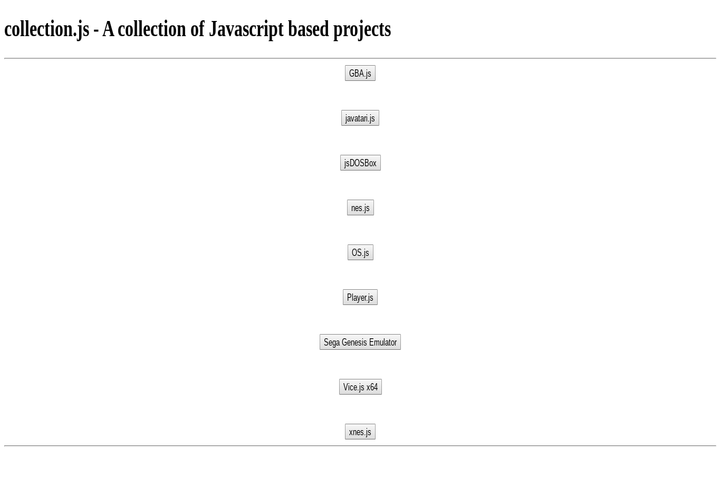 collection.js - A collection of Javascript based projects
GBA.js
javatari.js
jsDOSBox
nes.js
OS.js
Player.js
Sega Genesis Emulator
Vice.js x64
xnes.js